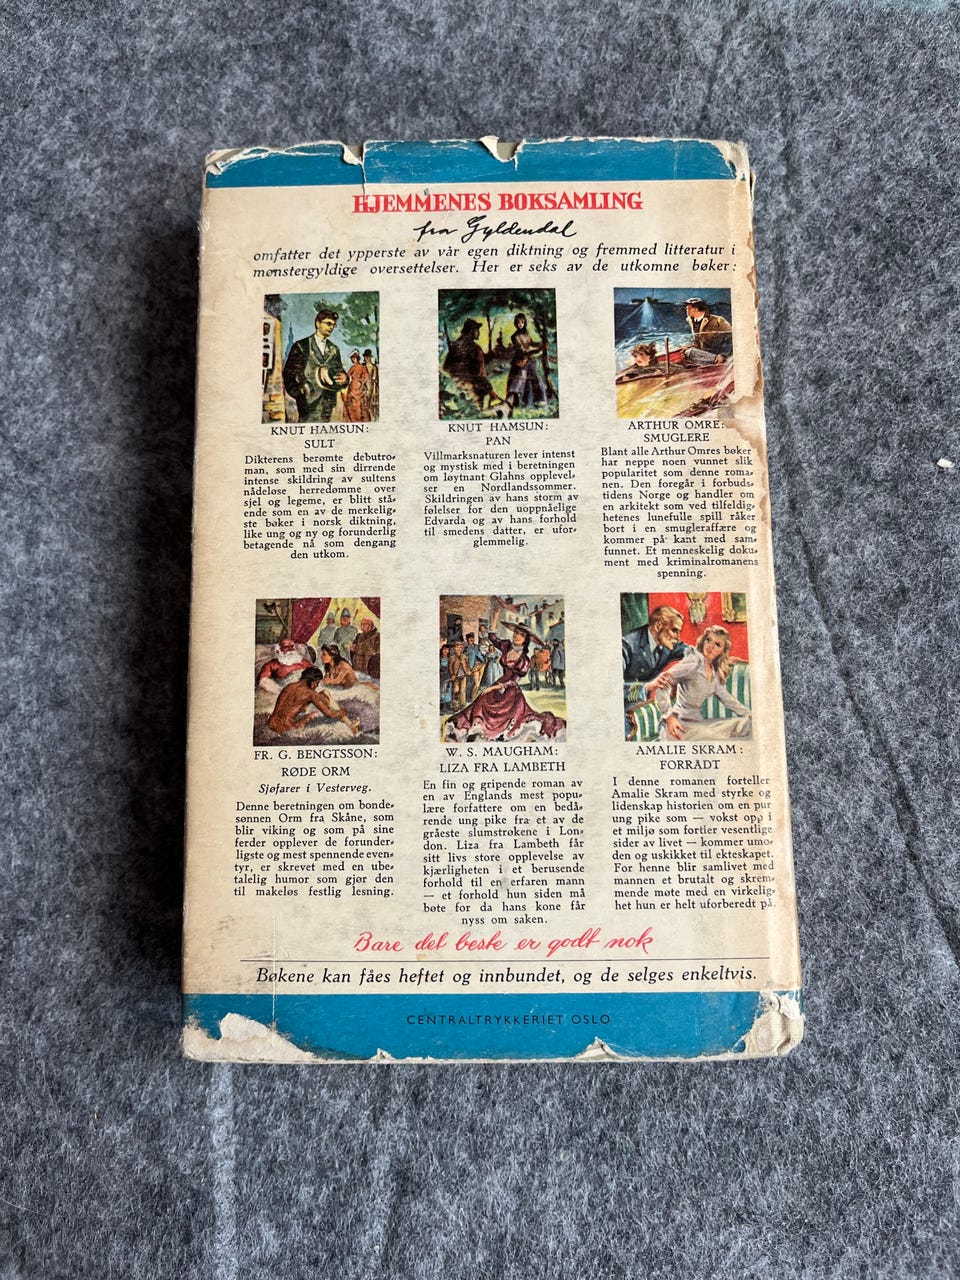 HJEMMENES BOKSAMLING
fra Gyldendal
omfatter det ypperste av vår egen diktning og fremmed litteratur i
mønstergyldige oversettelser. Her er seks av de utkomne bøker:
KNUT HAMSUN:
SULT
Dikterens berømte debutro-
man, som med sin dirrende
intense skildring av sultens
nådeløse herredømme over
sjel og legeme, er blitt stå-
ende som en av de merkelig-
ste bøker i norsk diktning,
like ung og ny og forunderlig
betagende nå som dengang
den utkom.
KNUT HAMSUN:
PAN
Villmarksnaturen lever intenst
og mystisk med i beretningen
om løytnant Glahns opplevel-
ser en Nordlandssommer.
Skildringen av hans storm av
følelser for den uoppnåelige
Edvarda og av hans forhold
til smedens datter, er ufor-
glemmelig.
ARTHUR OMRE:
SMUGLERE
Blant alle Arthur Omres bøker
har neppe noen vunnet slik
popularitet som denne roma-
nen. Den foregår i forbuds-
tidens Norge og handler om
en arkitekt som ved tilfeldig-
hetenes lunefulle spill råker
bort i en smugleraffære og
kommer på kant med sam-
funnet. Et menneskelig doku-
ment med kriminalromanens
spenning.
FR. G. BENGTSSON:
RØDE ORM
Sjøfarer i Vesterveg.
Denne beretningen om bonde-
sønnen Orm fra Skåne, som
blir viking og som på sine
ferder opplever de forunder-
ligste og mest spennende even-
tyr, er skrevet med en ube-
talelig humor som gjør den
til makeløs festlig lesning.
W. S. MAUGHAM:
LIZA FRA LAMBETH
En fin og gripende roman av
en av Englands mest popu-
lære forfattere om en bedå-
rende ung pike fra et av de
gråeste slumstrøkene i Lon-
don. Liza fra Lambeth får
sitt livs store opplevelse av
kjærligheten i et berusende
forhold til en erfaren mann
— et forhold hun siden må
bøte for da hans kone får
nyss om saken.
AMALIE SKRAM:
FORRÅDT
I denne romanen forteller
Amalie Skram med styrke og
lidenskap historien om en pur
ung pike som — vokst opp i
et miljø som fortier vesentlige
sider av livet — kommer umo-
den og uskikket til ekteskapet.
For henne blir samlivet med
mannen et brutalt og skrem-
mende møte med en virkelig-
het hun er helt uforberedt på.
Bare det beste er godt nok
Bøkene kan fåes heftet og innbundet, og de selges enkeltvis.
CENTRALTRYKKERIET OSLO